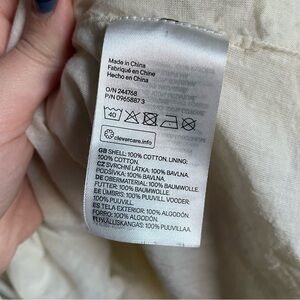 Made in China
Fabriqué en Chine
Hecho en China
O/N 244768
P/N 0965887 3
40
clevercare.info
GB SHELL: 100% COTTON. LINING:
100% COTTON.
CZ SVRCHNÍ LÁTKA: 100% BAVLNA.
PODŠÍVKA: 100% BAVLNA.
DE OBERMATERIAL: 100% BAUMWOLLE.
FUTTER: 100% BAUMWOLLE.
EE ÜMBRIS: 100% PUUVILL. VOODER:
100% PUUVILL.
ES TELA EXTERIOR: 100% ALGODÓN.
FORRO: 100% ALGODÓN.
FI PÄÄLLISKANGAS: 100% PUUVILLAA